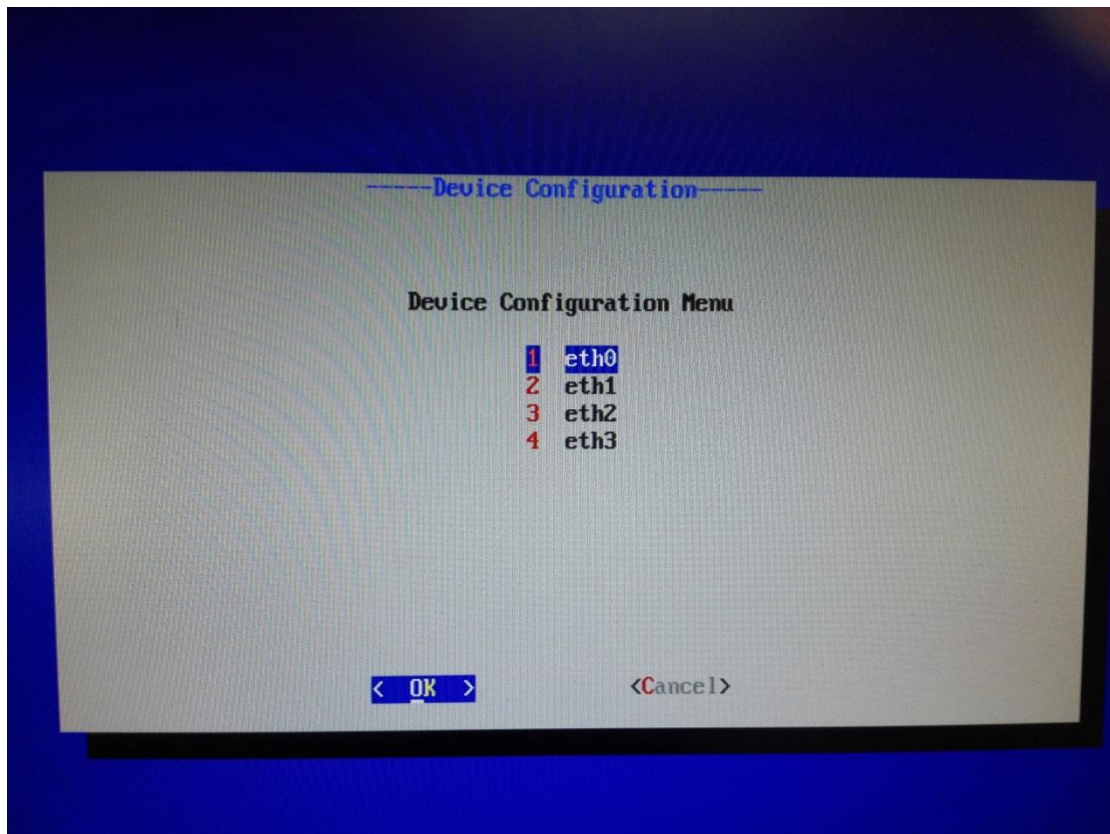 -----Device Configuration-----
Device Configuration Menu
1 eth0
2 eth1
3 eth2
4 eth3
< OK > <Cancel>